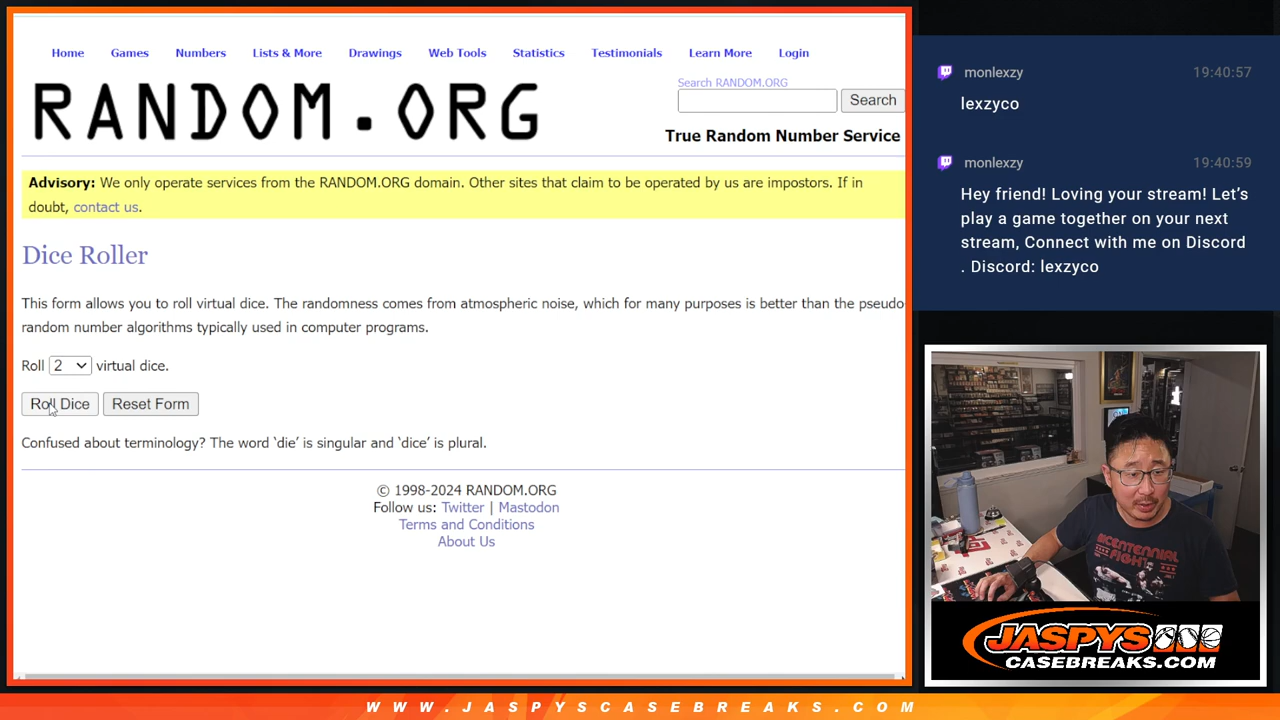 Home Games Numbers Lists & More Drawings Web Tools Statistics Testimonials Learn More Login
RANDOM.ORG
Search RANDOM.ORG
Search
True Random Number Service
Advisory: We only operate services from the RANDOM.ORG domain. Other sites that claim to be operated by us are impostors. If in
doubt, contact us.
Dice Roller
This form allows you to roll virtual dice. The randomness comes from atmospheric noise, which for many purposes is better than the pseudo-
random number algorithms typically used in computer programs.
Roll 2 virtual dice.
Roll Dice Reset Form
Confused about terminology? The word ‘die’ is singular and ‘dice’ is plural.
© 1998-2024 RANDOM.ORG
Follow us: Twitter | Mastodon
Terms and Conditions
About Us
monlexzy 19:40:57
lexzyco
monlexzy 19:40:59
Hey friend! Loving your stream! Let’s
play a game together on your next
stream, Connect with me on Discord
. Discord: lexzyco
BICENTENNIAL
FIGHT
JASPYS
CASEBREAKS.COM
WWW.JASPYSCASEBREAKS.COM